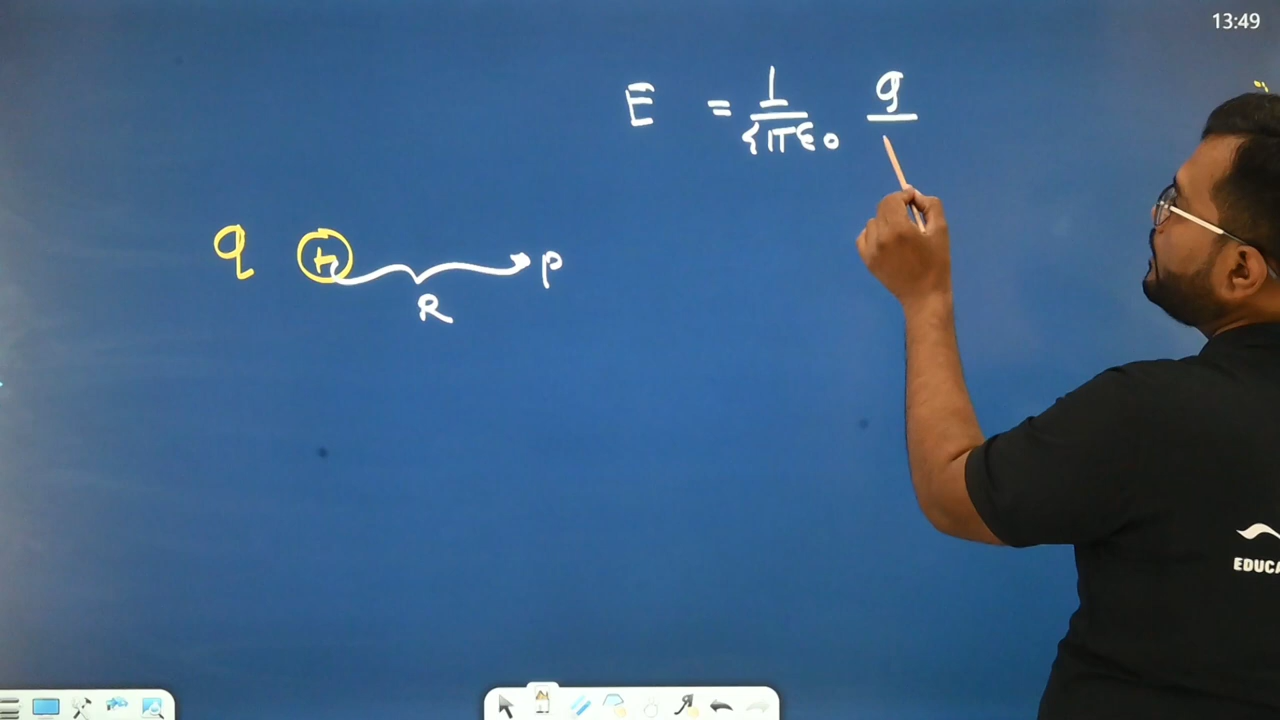 13:49
E = 1/4πε₀ q/
q + P
R
EDUCA